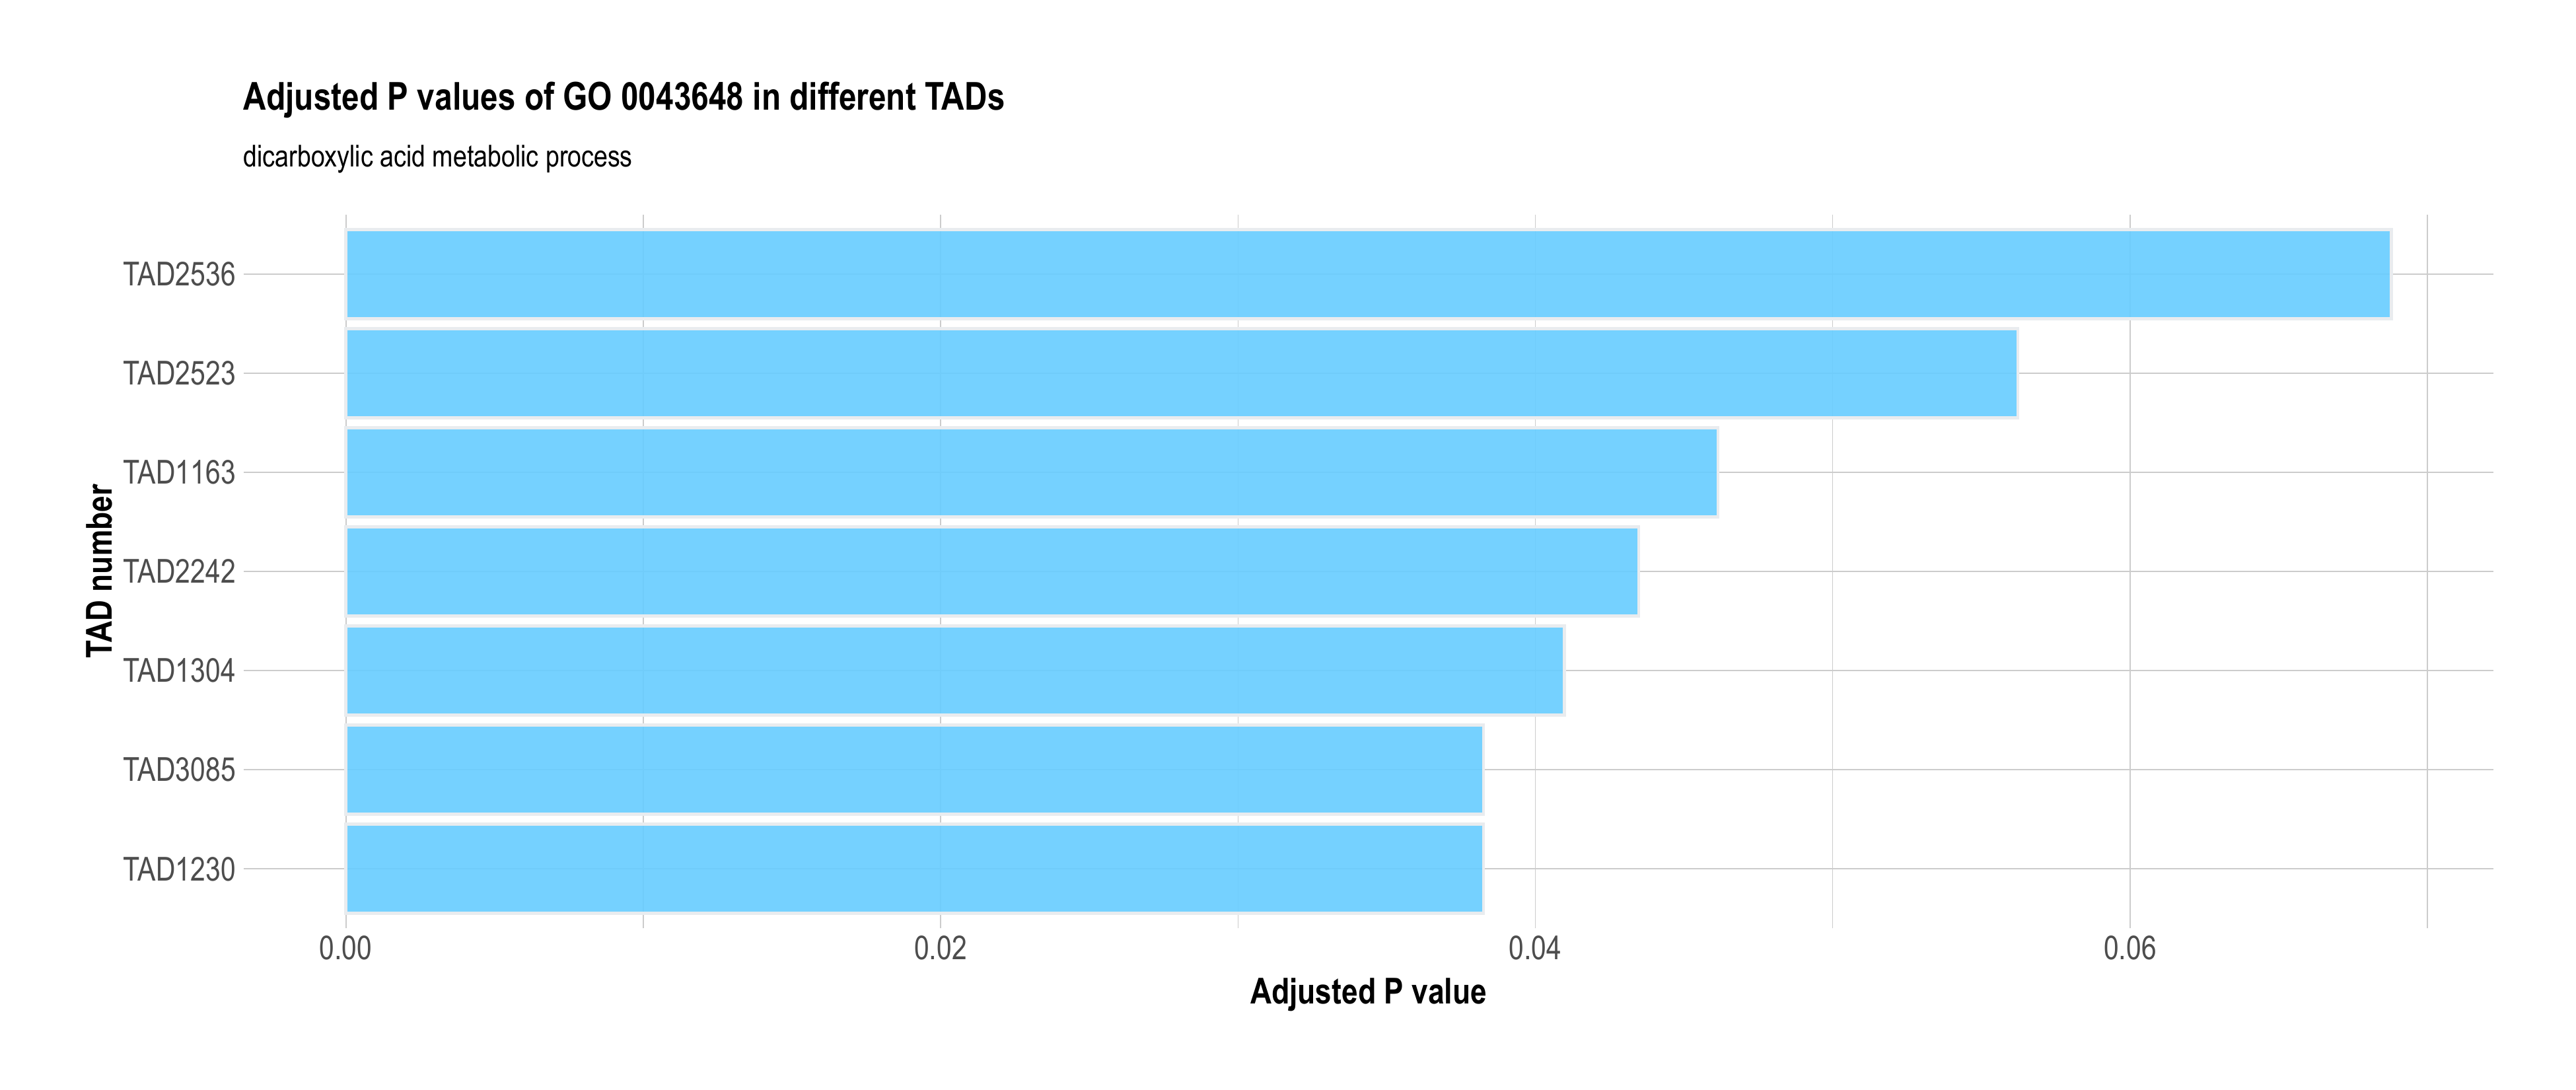 Adjusted P values of GO 0043648 in different TADs
dicarboxylic acid metabolic process
TAD number
TAD2536
TAD2523
TAD1163
TAD2242
TAD1304
TAD3085
TAD1230
0.00 0.02 0.04 0.06
Adjusted P value